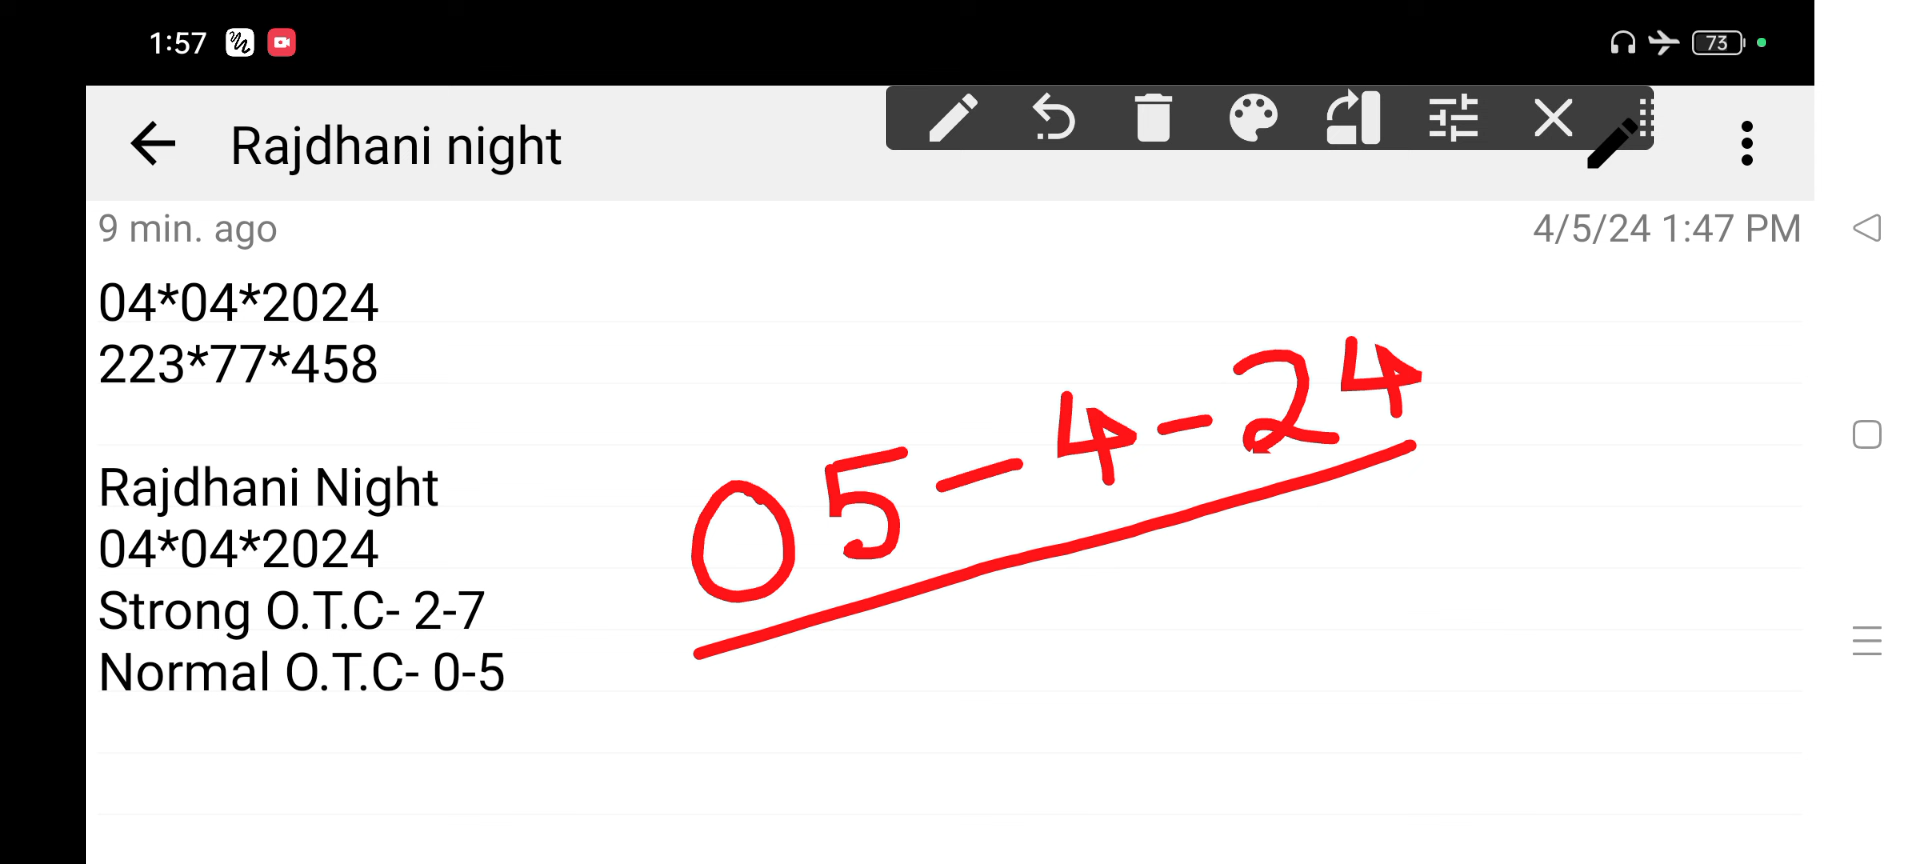 1:57
73
Rajdhani night
9 min. ago
4/5/24 1:47 PM
04*04*2024
223*77*458
05-4-24
Rajdhani Night
04*04*2024
Strong O.T.C- 2-7
Normal O.T.C- 0-5